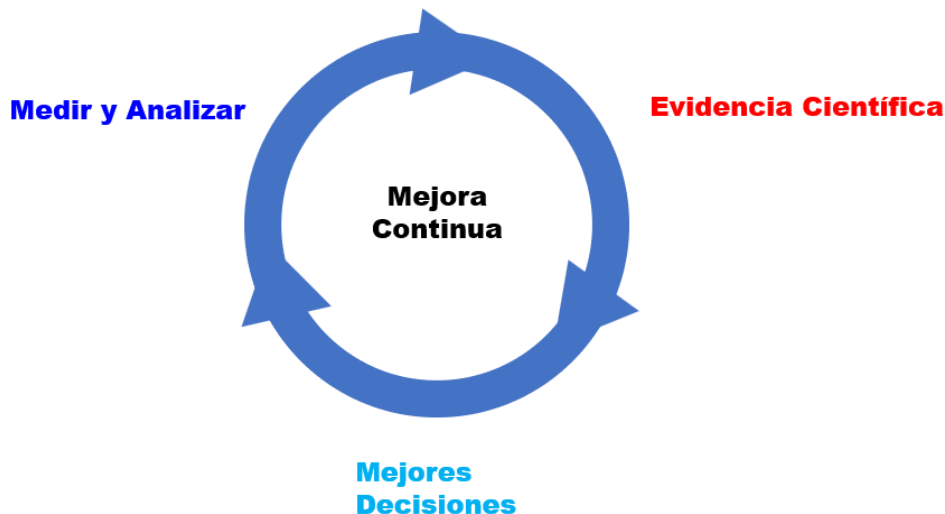 Medir y Analizar
Evidencia Científica
Mejora
Continua
Mejores
Decisiones